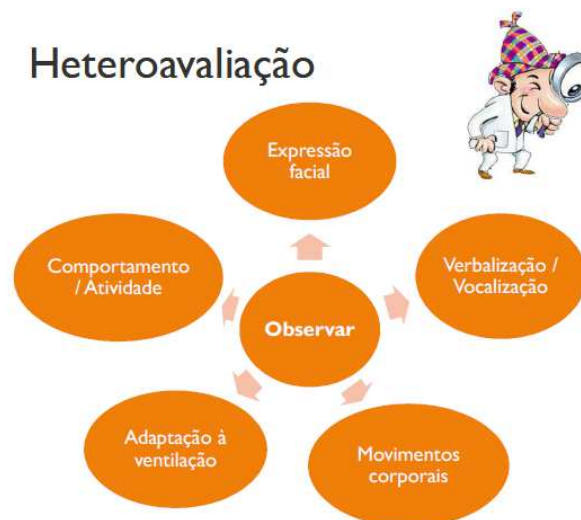 Heteroavaliação
Expressão
facial
Comportamento
/ Atividade
Verbalização /
Vocalização
Observar
Adaptação à
ventilação
Movimentos
corporais